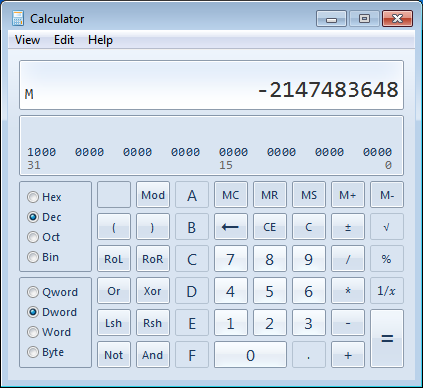 Calculator
View Edit Help
M -2147483648
1000 0000 0000 0000 0000 0000 0000 0000
31 15 0
Hex Mod A MC MR MS M+ M-
Dec ( ) B ← CE C ± √
Oct RoL RoR C 7 8 9 / %
Bin
Qword Or Xor D 4 5 6 * 1/x
Dword
Word Lsh Rsh E 1 2 3 - =
Byte Not And F 0 . +